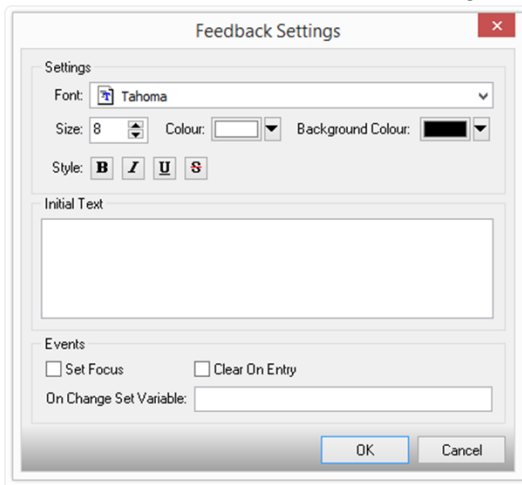 Feedback Settings
Settings
Font: Tahoma
Size: 8 Colour: Background Colour:
Style: B I U S
Initial Text
Events
Set Focus Clear On Entry
On Change Set Variable:
OK Cancel